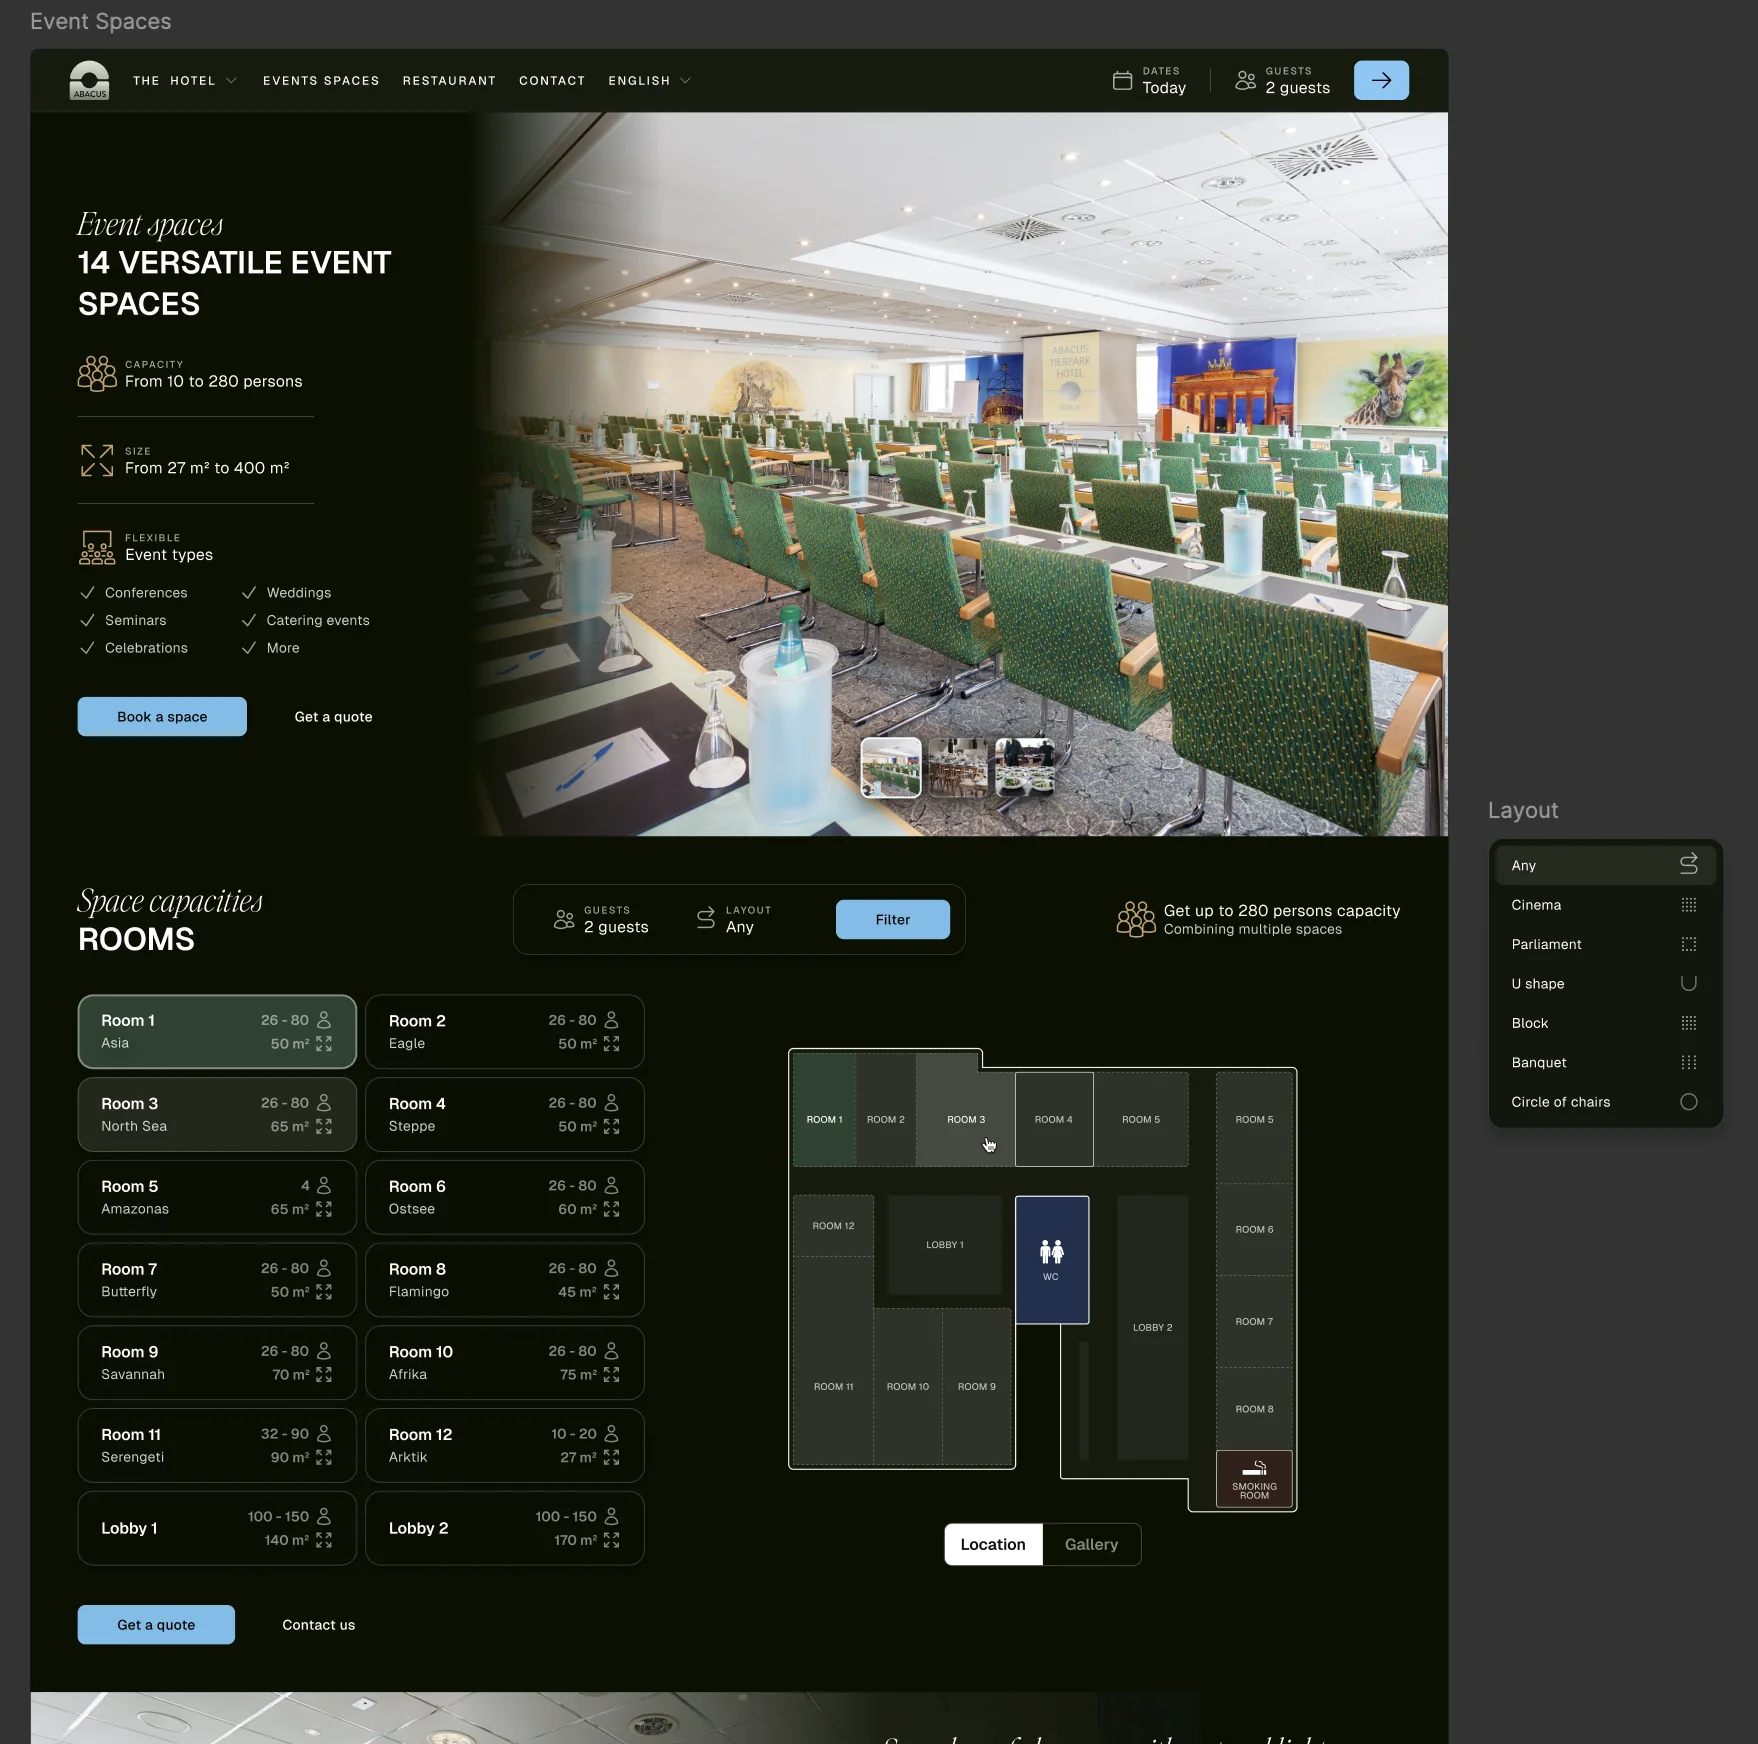 Event Spaces
ABACUS
THE HOTEL
EVENTS SPACES
RESTAURANT
CONTACT
ENGLISH
DATES
Today
GUESTS
2 guests
Event spaces
14 VERSATILE EVENT
SPACES
CAPACITY
From 10 to 280 persons
SIZE
From 27 m² to 400 m²
FLEXIBLE
Event types
Conferences
Weddings
Seminars
Catering events
Celebrations
More
Book a space
Get a quote
ABACUS
TIERPARK
HOTEL
Space capacities
ROOMS
GUESTS
2 guests
LAYOUT
Any
Filter
Get up to 280 persons capacity
Combining multiple spaces
Room 1
26 - 80
Asia
50 m²
Room 2
26 - 80
Eagle
50 m²
Room 3
26 - 80
North Sea
65 m²
Room 4
26 - 80
Steppe
50 m²
Room 5
4
Amazonas
65 m²
Room 6
26 - 80
Ostsee
60 m²
Room 7
26 - 80
Butterfly
50 m²
Room 8
26 - 80
Flamingo
45 m²
Room 9
26 - 80
Savannah
70 m²
Room 10
26 - 80
Afrika
75 m²
Room 11
32 - 90
Serengeti
90 m²
Room 12
10 - 20
Arktik
27 m²
Lobby 1
100 - 150
140 m²
Lobby 2
100 - 150
170 m²
Get a quote
Contact us
ROOM 1
ROOM 2
ROOM 3
ROOM 4
ROOM 5
ROOM 5
ROOM 12
LOBBY 1
WC
ROOM 6
ROOM 7
LOBBY 2
ROOM 11
ROOM 10
ROOM 9
ROOM 8
SMOKING
ROOM
Location
Gallery
Layout
Any
Cinema
Parliament
U shape
Block
Banquet
Circle of chairs